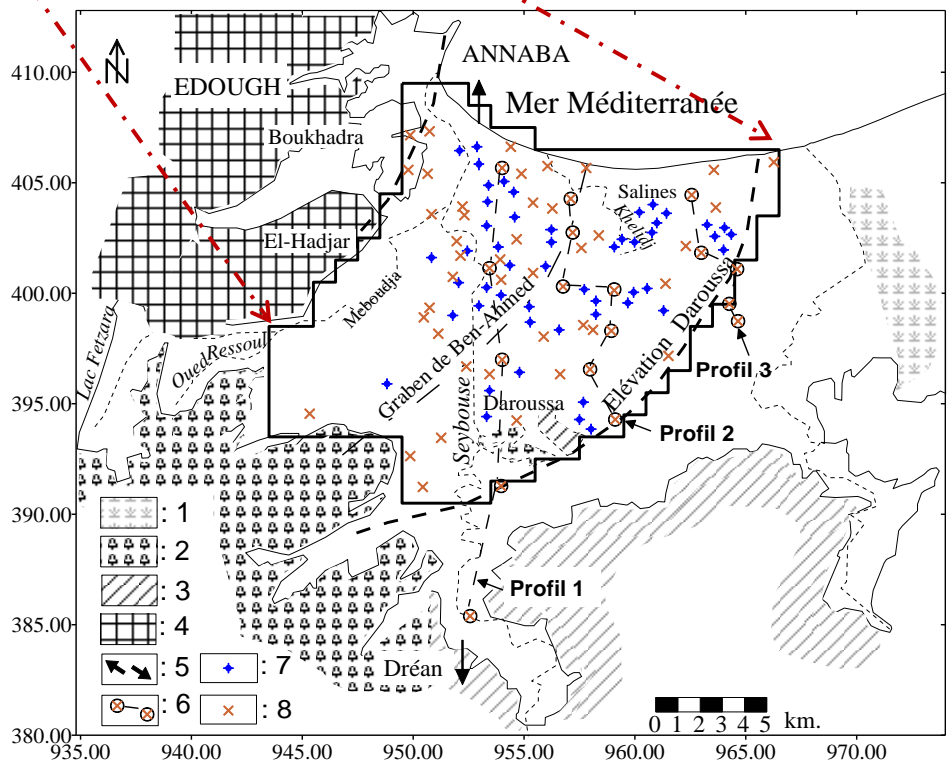 410.00
405.00
400.00
395.00
390.00
385.00
380.00
935.00 940.00 945.00 950.00 955.00 960.00 965.00 970.00
N
EDOUGH
ANNABA
Mer Méditerranée
Boukhadra
El-Hadjar
Salines
Khelidj
Meboudja
Lac Fetzara
Oued Ressoul
Graben de Ben-Ahmed
Seybouse
Daroussa
Elévation Daroussa
Profil 3
Profil 2
Profil 1
Dréan
: 1
: 2
: 3
: 4
: 5 : 7
: 6 : 8
0 1 2 3 4 5 km.